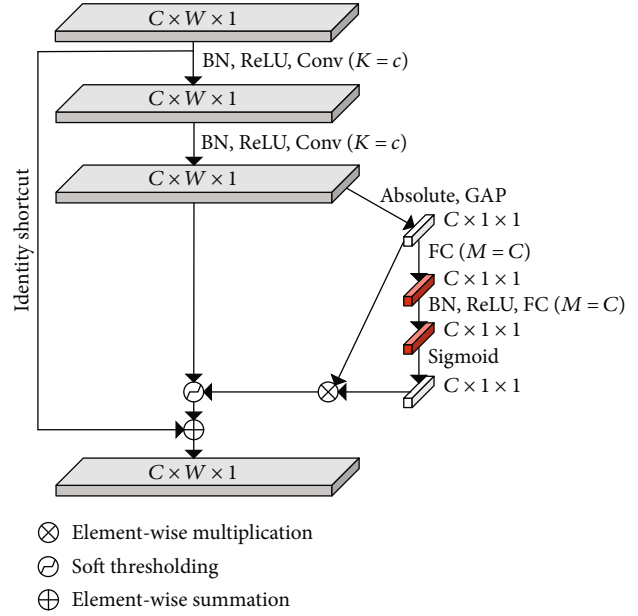 C × W × 1
BN, ReLU, Conv (K = c)
C × W × 1
BN, ReLU, Conv (K = c)
C × W × 1
Identity shortcut
Absolute, GAP
C × 1 × 1
FC (M = C)
C × 1 × 1
BN, ReLU, FC (M = C)
C × 1 × 1
Sigmoid
C × 1 × 1
C × W × 1
Element-wise multiplication
Soft thresholding
Element-wise summation